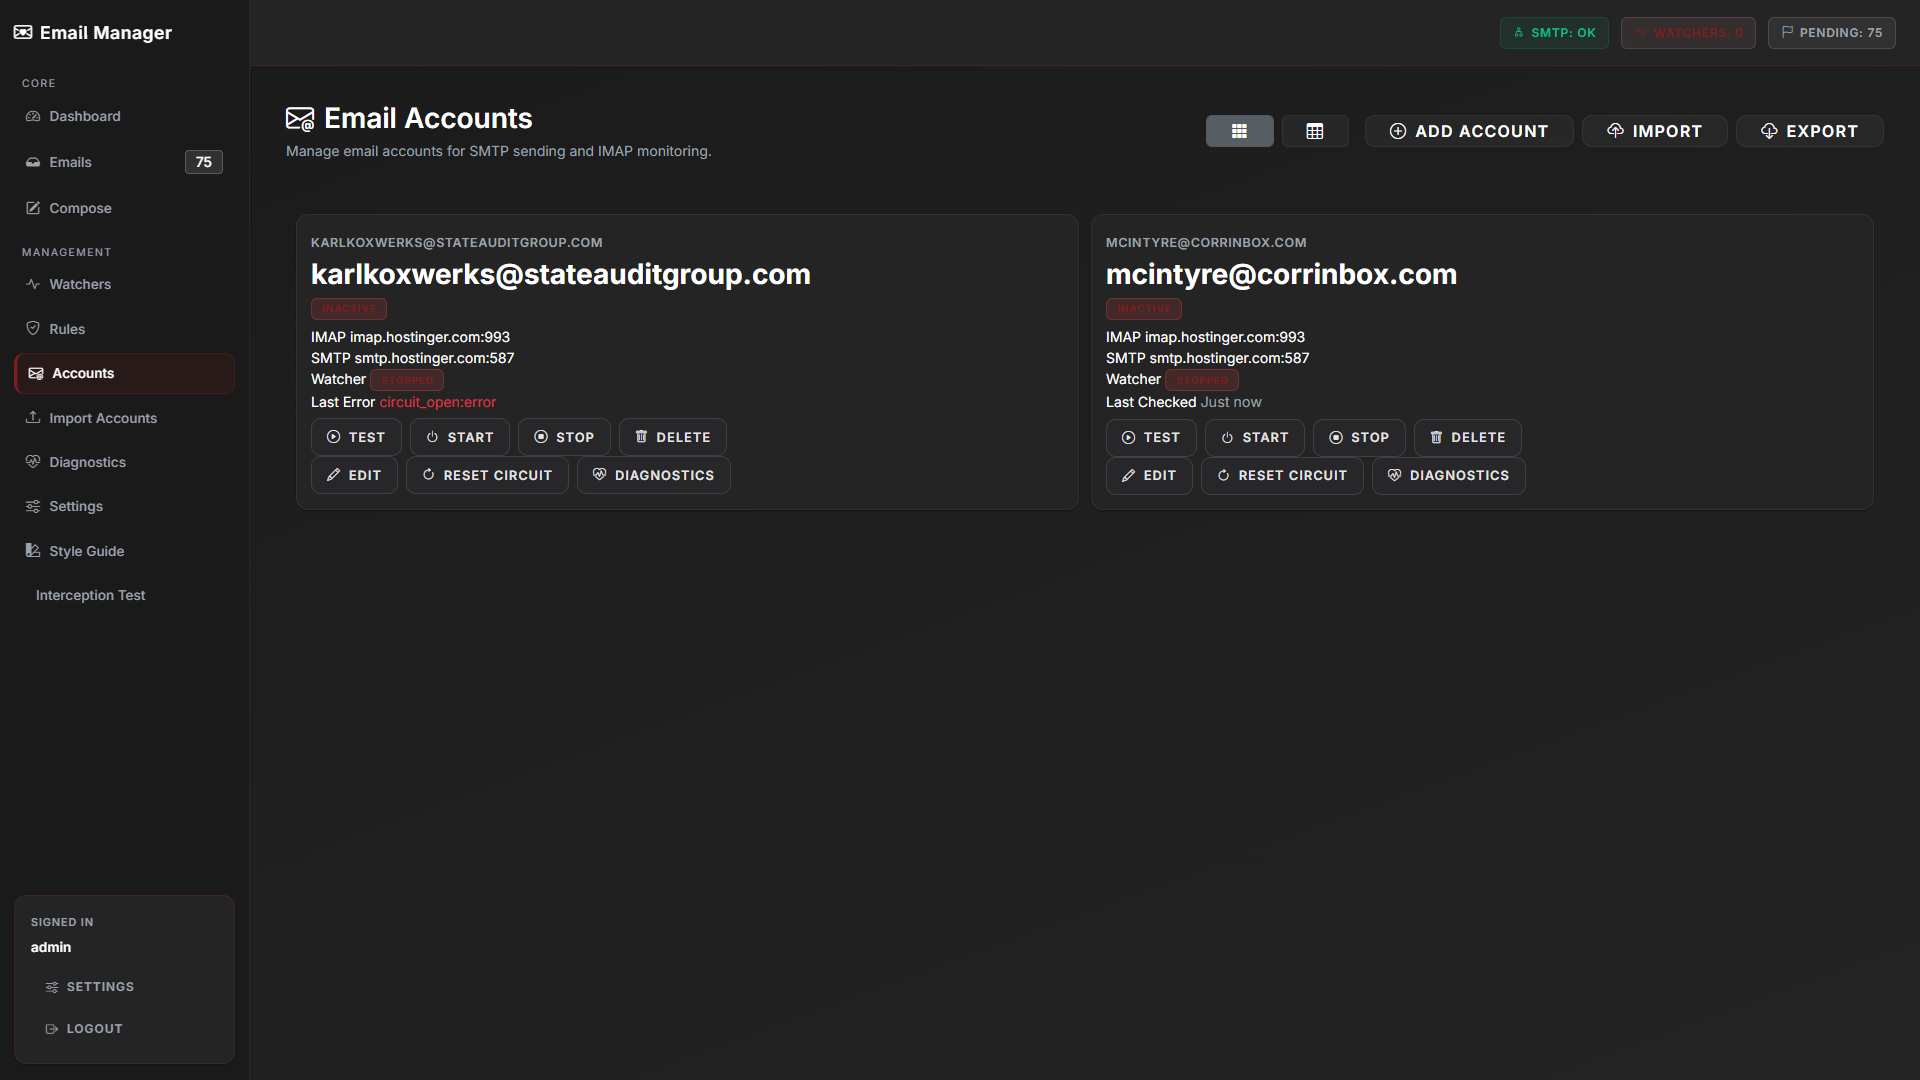 Email Manager
SMTP: OK
WATCHERS: 0
PENDING: 75
CORE
Dashboard
Emails 75
Compose
MANAGEMENT
Watchers
Rules
Accounts
Import Accounts
Diagnostics
Settings
Style Guide
Interception Test
SIGNED IN
admin
SETTINGS
LOGOUT
Email Accounts
Manage email accounts for SMTP sending and IMAP monitoring.
ADD ACCOUNT
IMPORT
EXPORT
KARLKOXWERKS@STATEAUDITGROUP.COM
karlkoxwerks@stateauditgroup.com
INACTIVE
IMAP imap.hostinger.com:993
SMTP smtp.hostinger.com:587
Watcher STOPPED
Last Error circuit_open:error
TEST START STOP DELETE
EDIT RESET CIRCUIT DIAGNOSTICS
MCINTYRE@CORRINBOX.COM
mcintyre@corrinbox.com
INACTIVE
IMAP imap.hostinger.com:993
SMTP smtp.hostinger.com:587
Watcher STOPPED
Last Checked Just now
TEST START STOP DELETE
EDIT RESET CIRCUIT DIAGNOSTICS